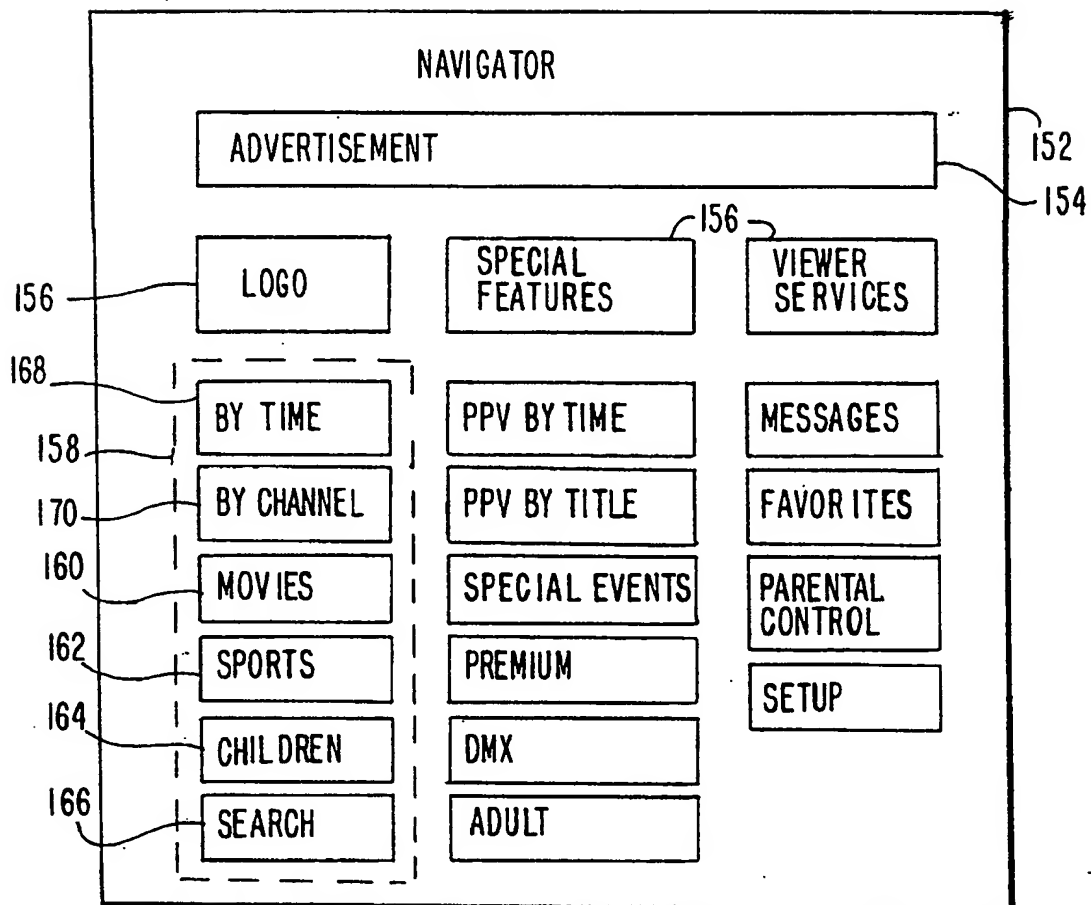 NAVIGATOR
ADVERTISEMENT
152
154
156
156
LOGO
SPECIAL
FEATURES
VIEWER
SERVICES
168
158
170
160
162
164
166
BY TIME
BY CHANNEL
MOVIES
SPORTS
CHILDREN
SEARCH
PPV BY TIME
PPV BY TITLE
SPECIAL EVENTS
PREMIUM
DMX
ADULT
MESSAGES
FAVORITES
PARENTAL
CONTROL
SETUP